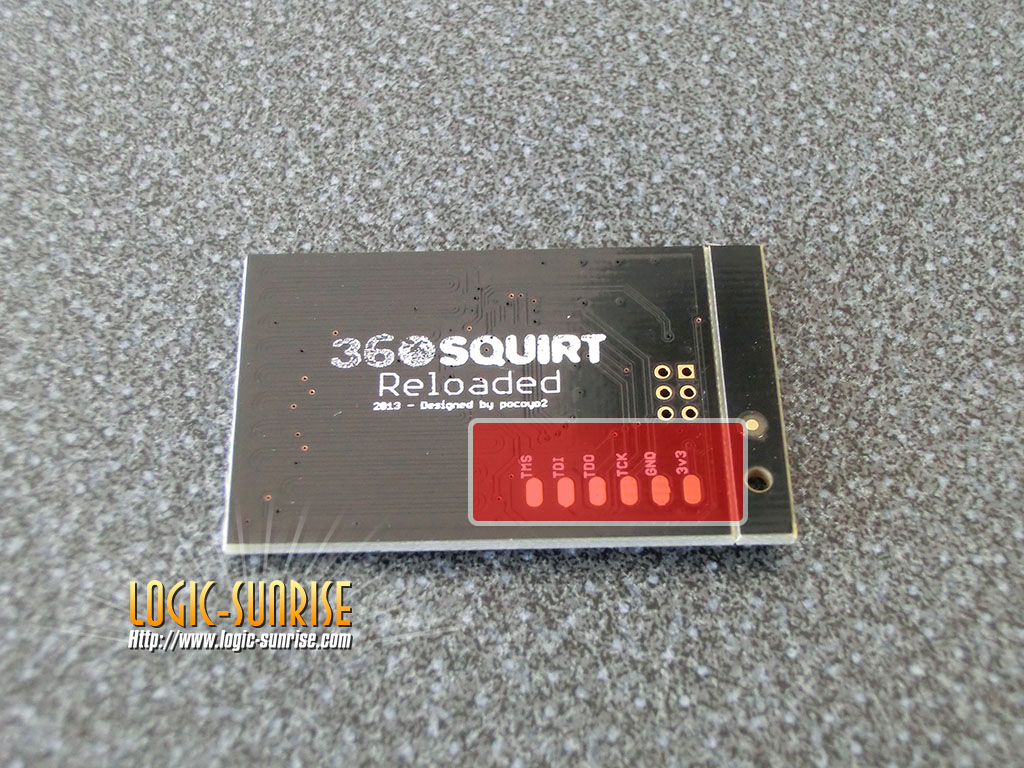 360SQUIRT
Reloaded
2013 - Designed by pocoyo2
TMS TDI TDO TCK GND 3v3
LOGIC-SUNRISE
Http://www.logic-sunrise.com